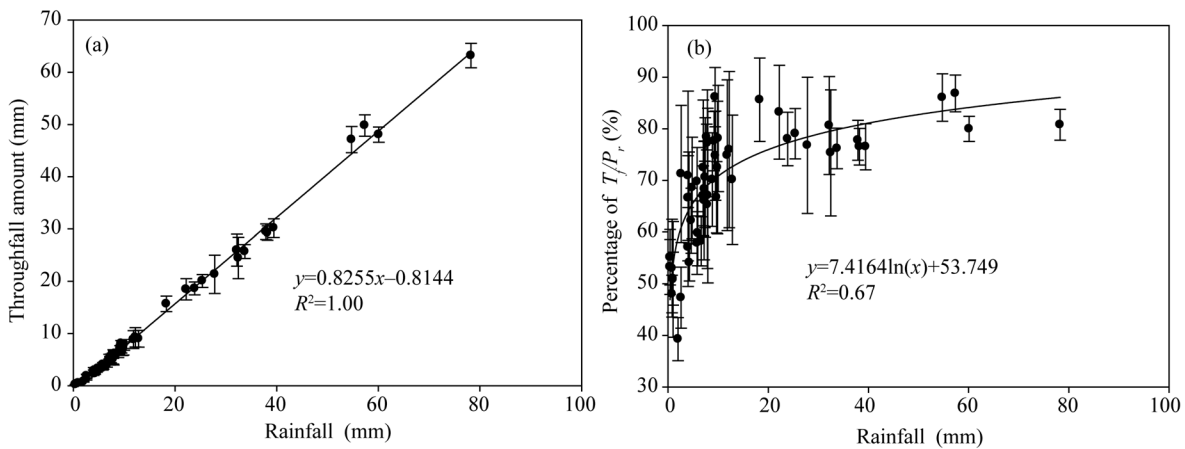 (a)
Throughfall amount (mm)
70
60
50
40
30
20
10
0
y=0.8255x–0.8144
R²=1.00
0 20 40 60 80 100
Rainfall (mm)
(b)
Percentage of Tf/Pr (%)
100
90
80
70
60
50
40
30
y=7.4164ln(x)+53.749
R²=0.67
0 20 40 60 80 100
Rainfall (mm)